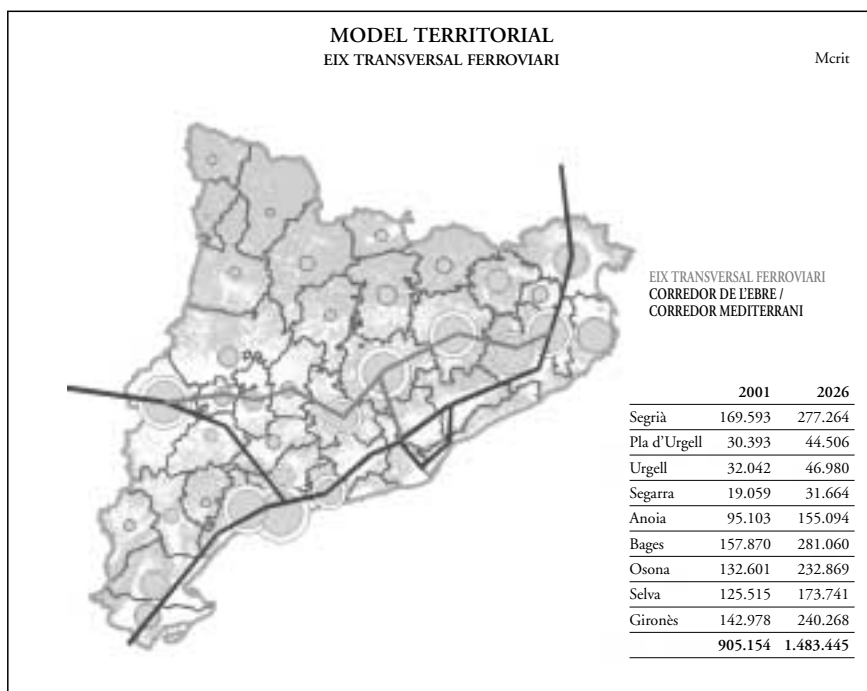 MODEL TERRITORIAL
EIX TRANSVERSAL FERROVIARI
Mcrit
EIX TRANSVERSAL FERROVIARI
CORREDOR DE L'EBRE /
CORREDOR MEDITERRANI
2001 2026
Segrià 169.593 277.264
Pla d'Urgell 30.393 44.506
Urgell 32.042 46.980
Segarra 19.059 31.664
Anoia 95.103 155.094
Bages 157.870 281.060
Osona 132.601 232.869
Selva 125.515 173.741
Gironès 142.978 240.268
905.154 1.483.445